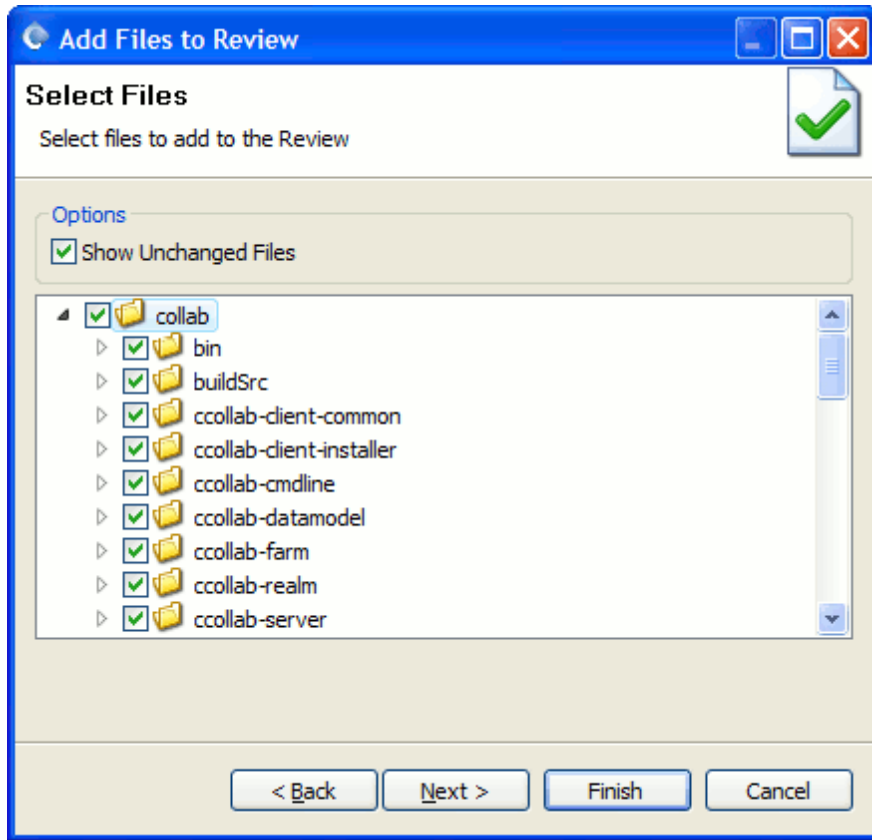 Add Files to Review
Select Files
Select files to add to the Review
Options
Show Unchanged Files
collab
bin
buildSrc
ccollab-client-common
ccollab-client-installer
ccollab-cmdline
ccollab-datamodel
ccollab-farm
ccollab-realm
ccollab-server
< Back Next > Finish Cancel